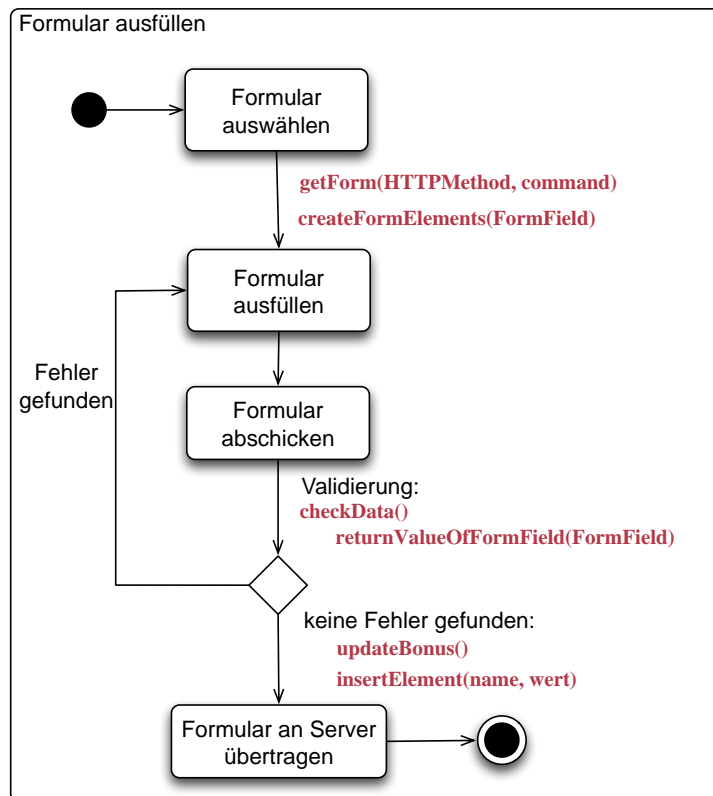 Formular ausfüllen
Formular
auswählen
getForm(HTTPMethod, command)
createFormElements(FormField)
Formular
ausfüllen
Fehler
gefunden
Formular
abschicken
Validierung:
checkData()
returnValueOfFormField(FormField)
keine Fehler gefunden:
updateBonus()
insertElement(name, wert)
Formular an Server
übertragen